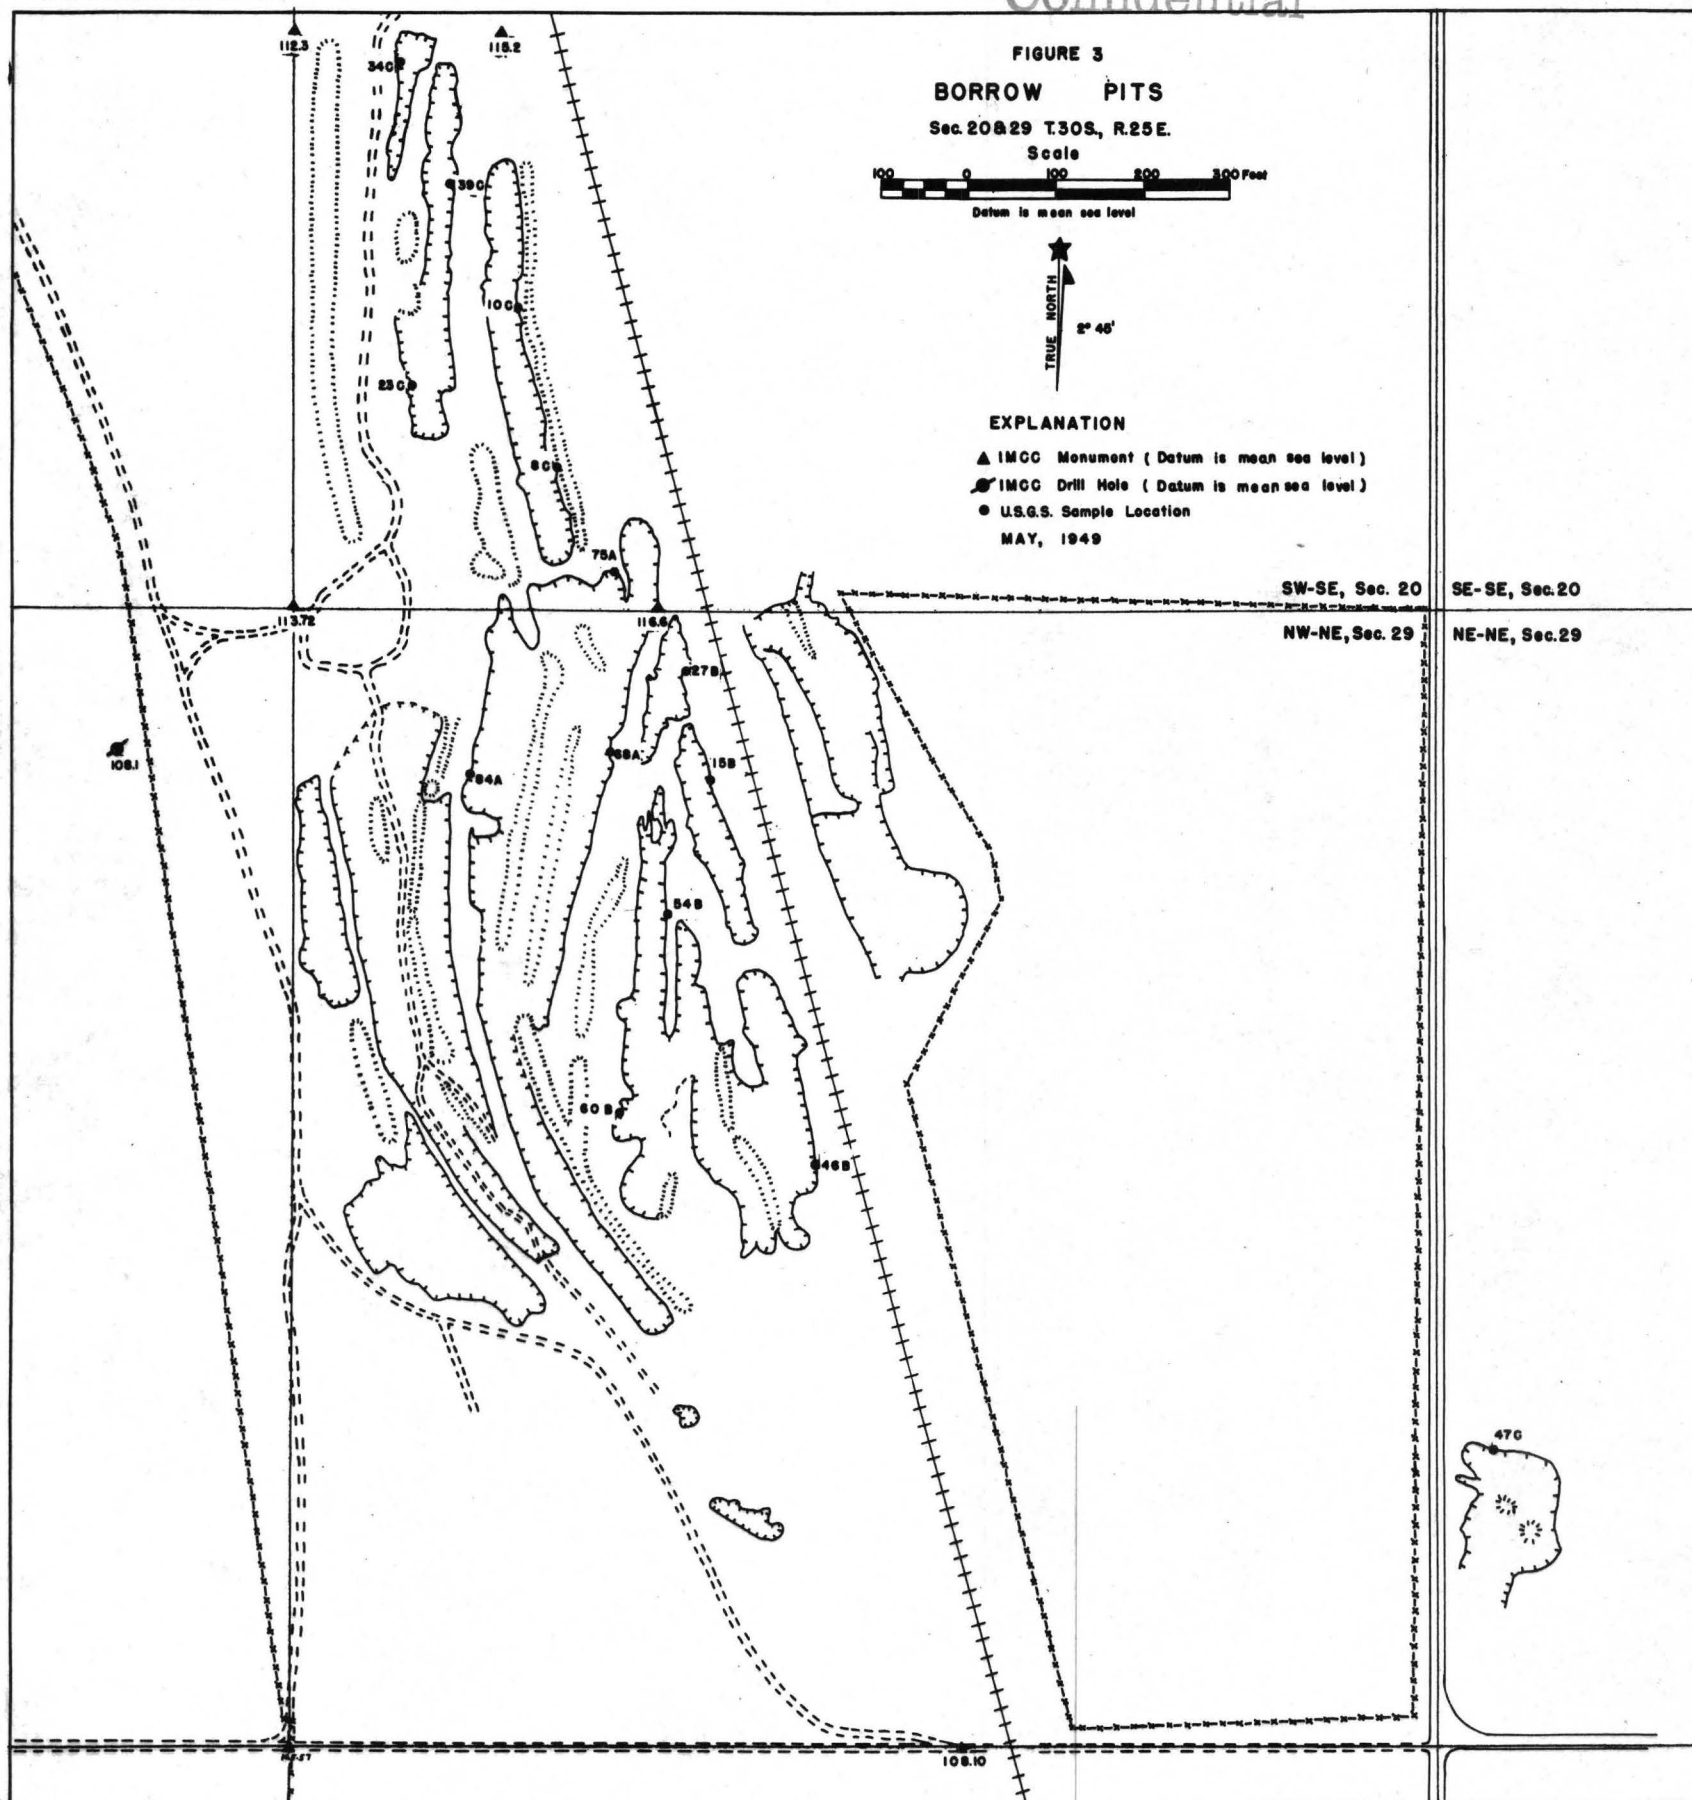 Confidential
FIGURE 3
BORROW PITS
Sec. 20&29 T.30S., R.25E.
Scale
100 0 100 200 300 Feet
Datum is mean sea level
TRUE NORTH
2° 45'
EXPLANATION
IMCC Monument ( Datum is mean sea level )
IMCC Drill Hole ( Datum is mean sea level )
U.S.G.S. Sample Location
MAY, 1949
112.3
115.2
34C
39C
10C
23C
8C
75A
SW-SE, Sec. 20
SE-SE, Sec. 20
113.72
116.6
NW-NE, Sec. 29
NE-NE, Sec. 29
27B
108.1
68A
15B
84A
54B
60B
46B
47C
108.10